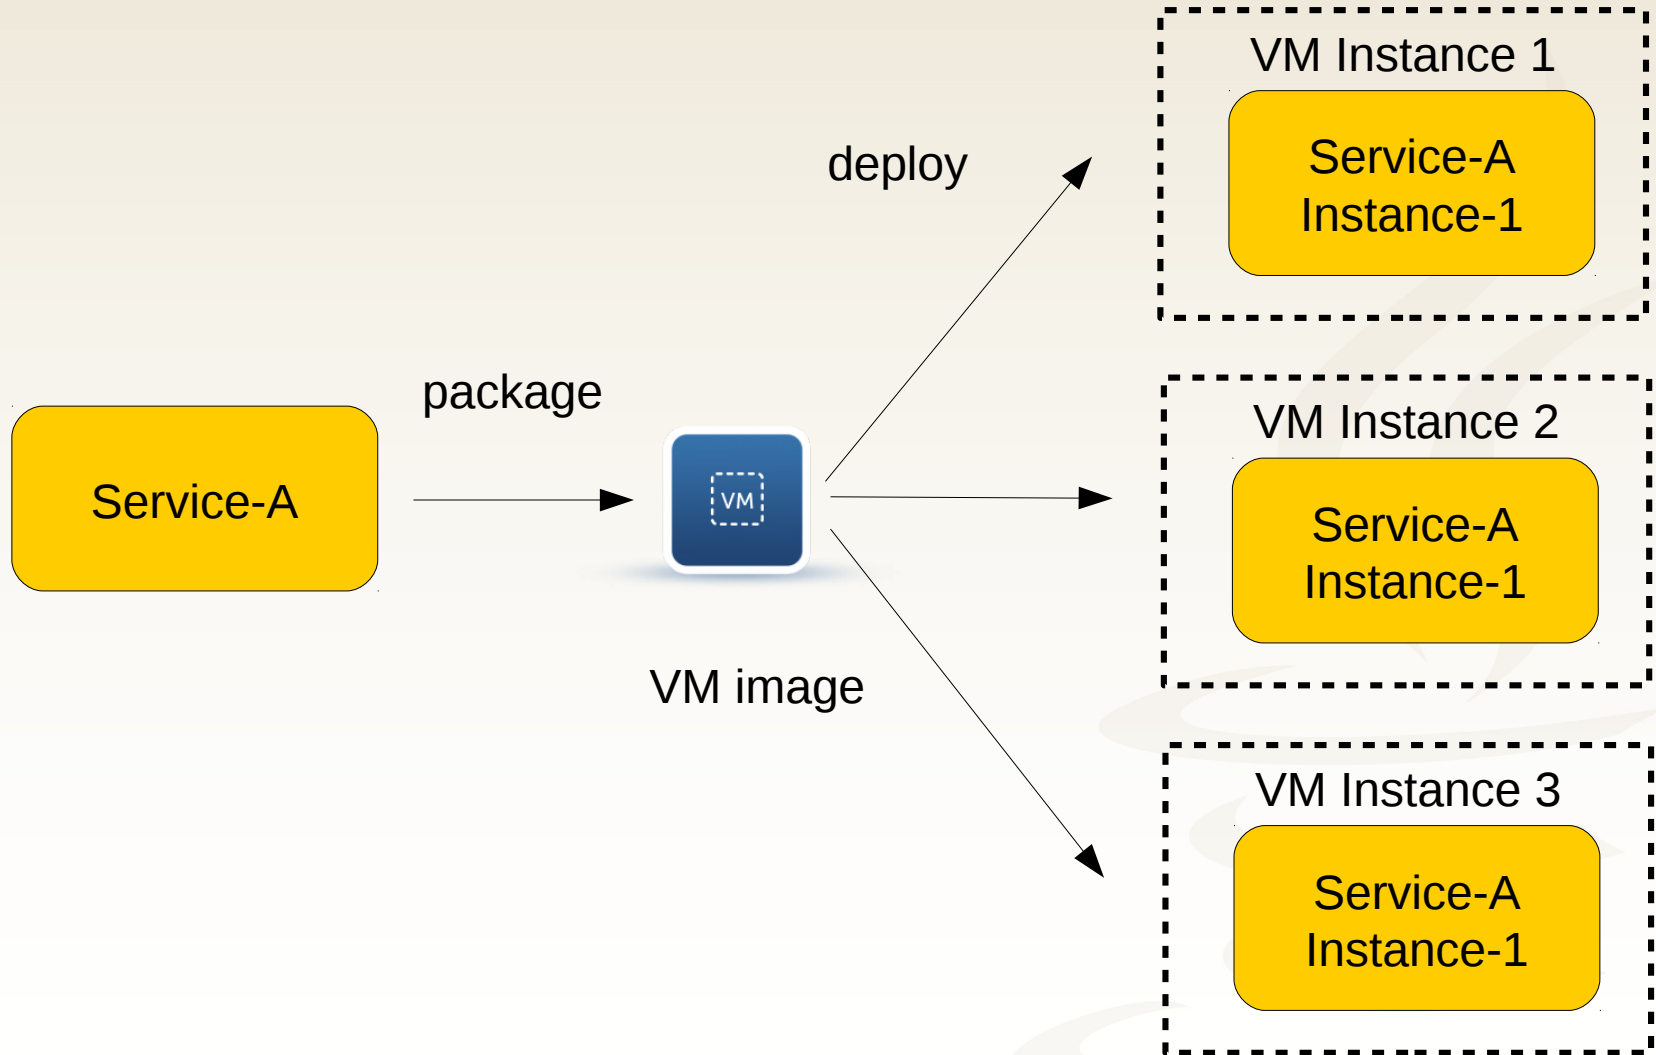 VM Instance 1
Service-A
Instance-1
deploy
package
Service-A
VM
VM image
VM Instance 2
Service-A
Instance-1
VM Instance 3
Service-A
Instance-1